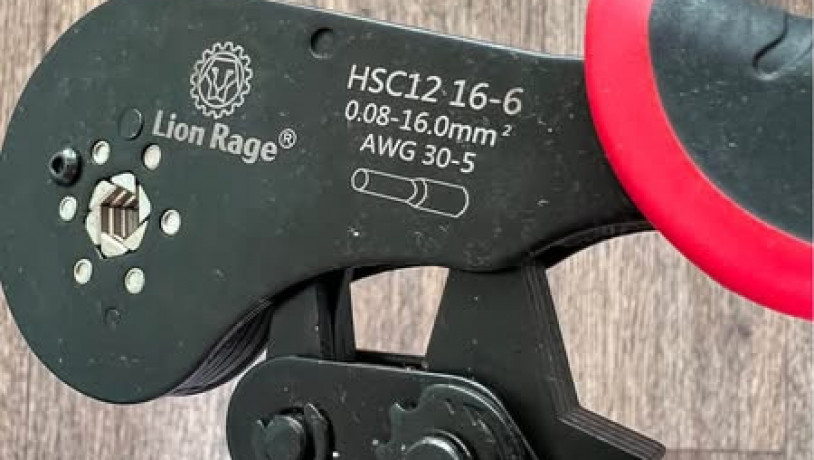 HSC12 16-6
0.08-16.0mm²
AWG 30-5
Lion Rage®